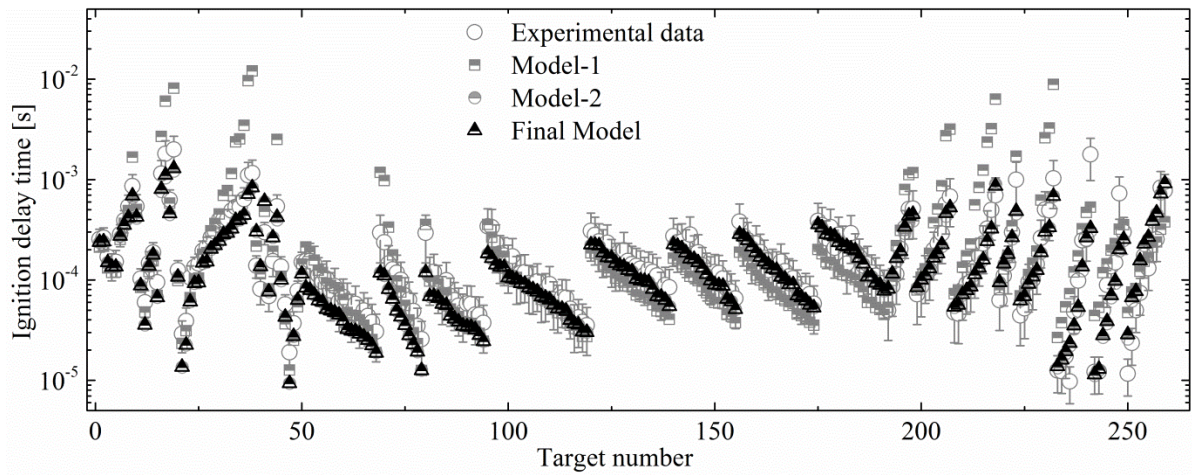 Experimental data
Model-1
Model-2
Final Model
Ignition delay time [s]
10⁻²
10⁻³
10⁻⁴
10⁻⁵
0 50 100 150 200 250
Target number